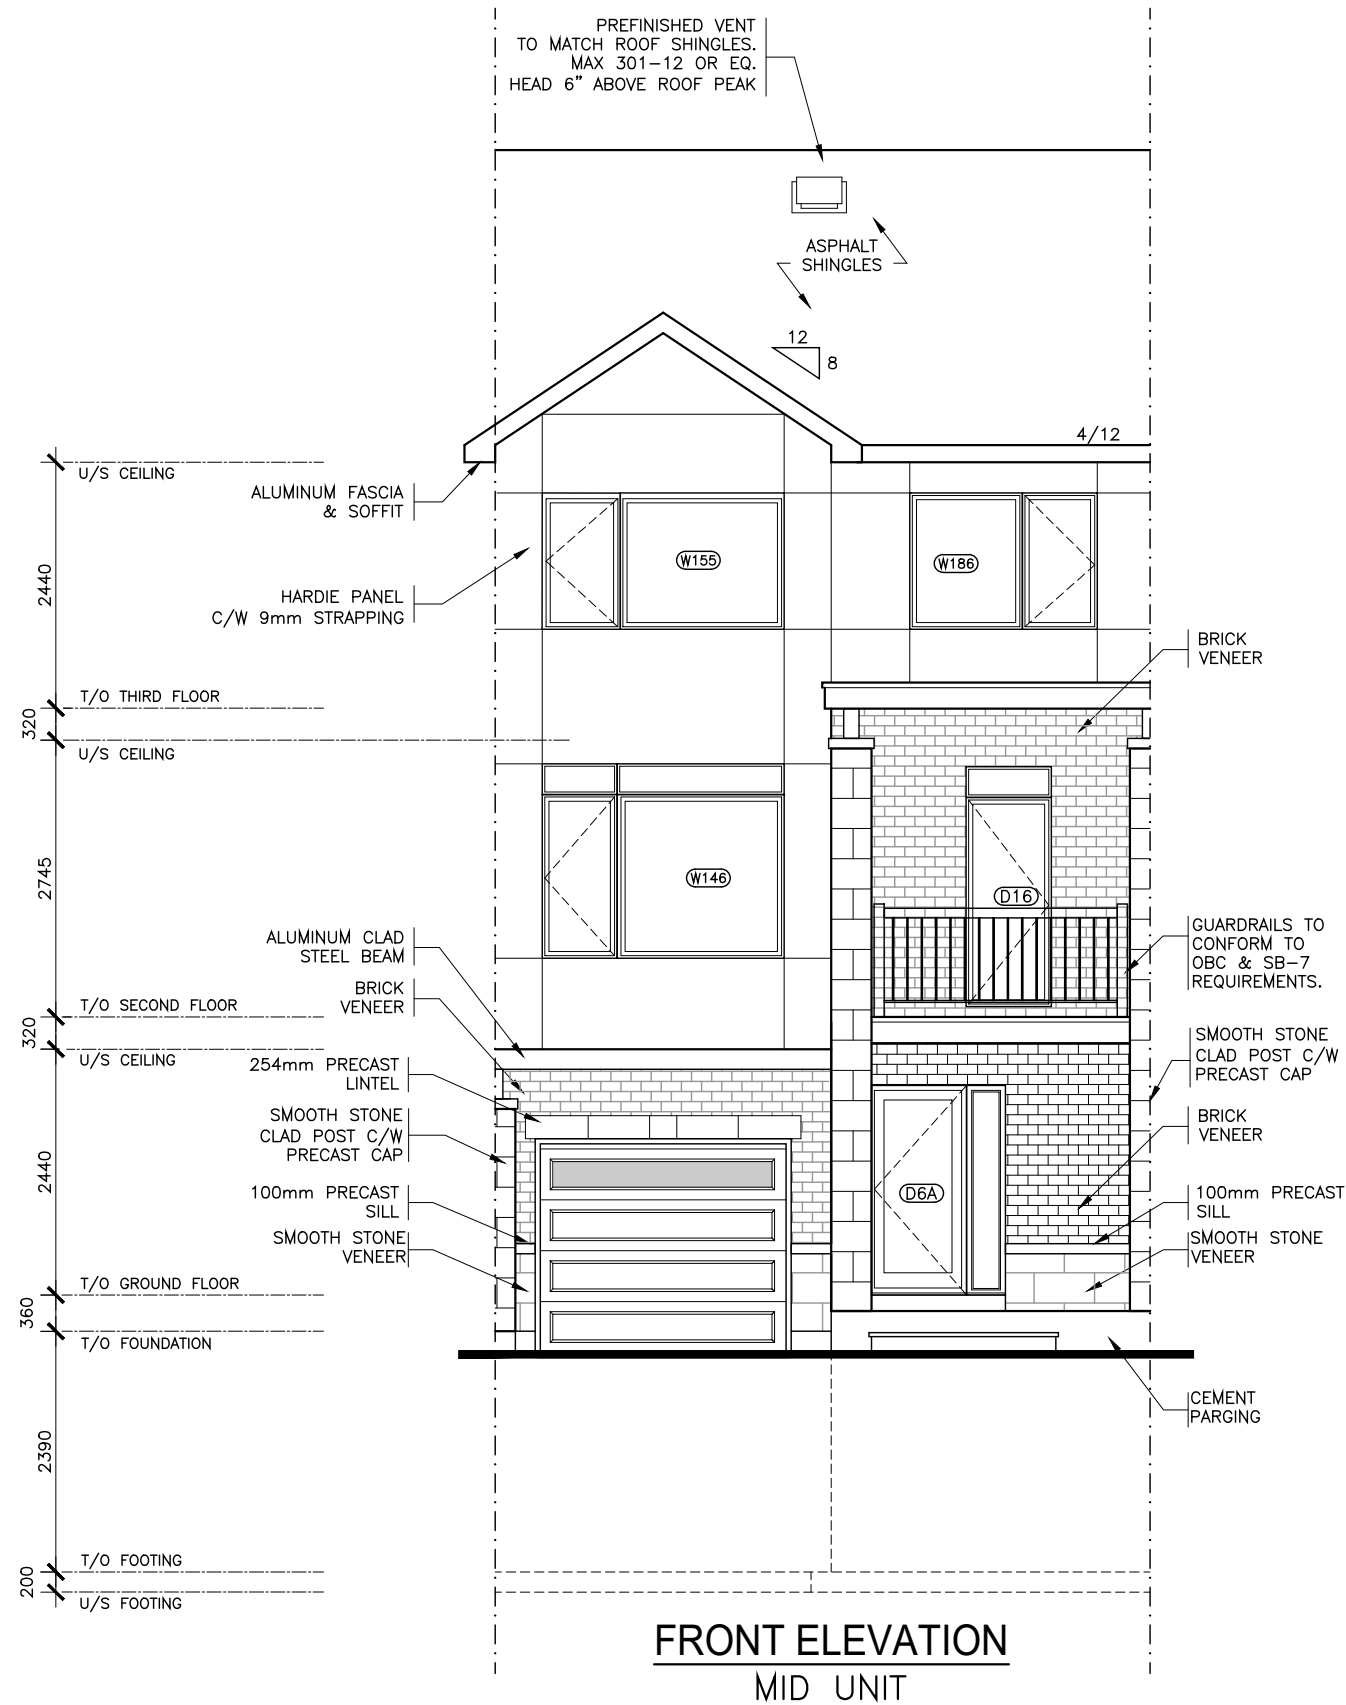 PREFINISHED VENT
TO MATCH ROOF SHINGLES.
MAX 301-12 OR EQ.
HEAD 6" ABOVE ROOF PEAK
ASPHALT
SHINGLES
12
8
4/12
U/S CEILING
ALUMINUM FASCIA
& SOFFIT
W155
W186
2440
HARDIE PANEL
C/W 9mm STRAPPING
BRICK
VENEER
T/O THIRD FLOOR
320
U/S CEILING
2745
W146
D16
ALUMINUM CLAD
STEEL BEAM
GUARDRAILS TO
CONFORM TO
OBC & SB-7
REQUIREMENTS.
BRICK
VENEER
T/O SECOND FLOOR
320
U/S CEILING
SMOOTH STONE
CLAD POST C/W
PRECAST CAP
254mm PRECAST
LINTEL
SMOOTH STONE
CLAD POST C/W
PRECAST CAP
BRICK
VENEER
2440
D6A
100mm PRECAST
SILL
100mm PRECAST
SILL
SMOOTH STONE
VENEER
SMOOTH STONE
VENEER
T/O GROUND FLOOR
360
T/O FOUNDATION
CEMENT
PARGING
2390
T/O FOOTING
200
U/S FOOTING
FRONT ELEVATION
MID UNIT